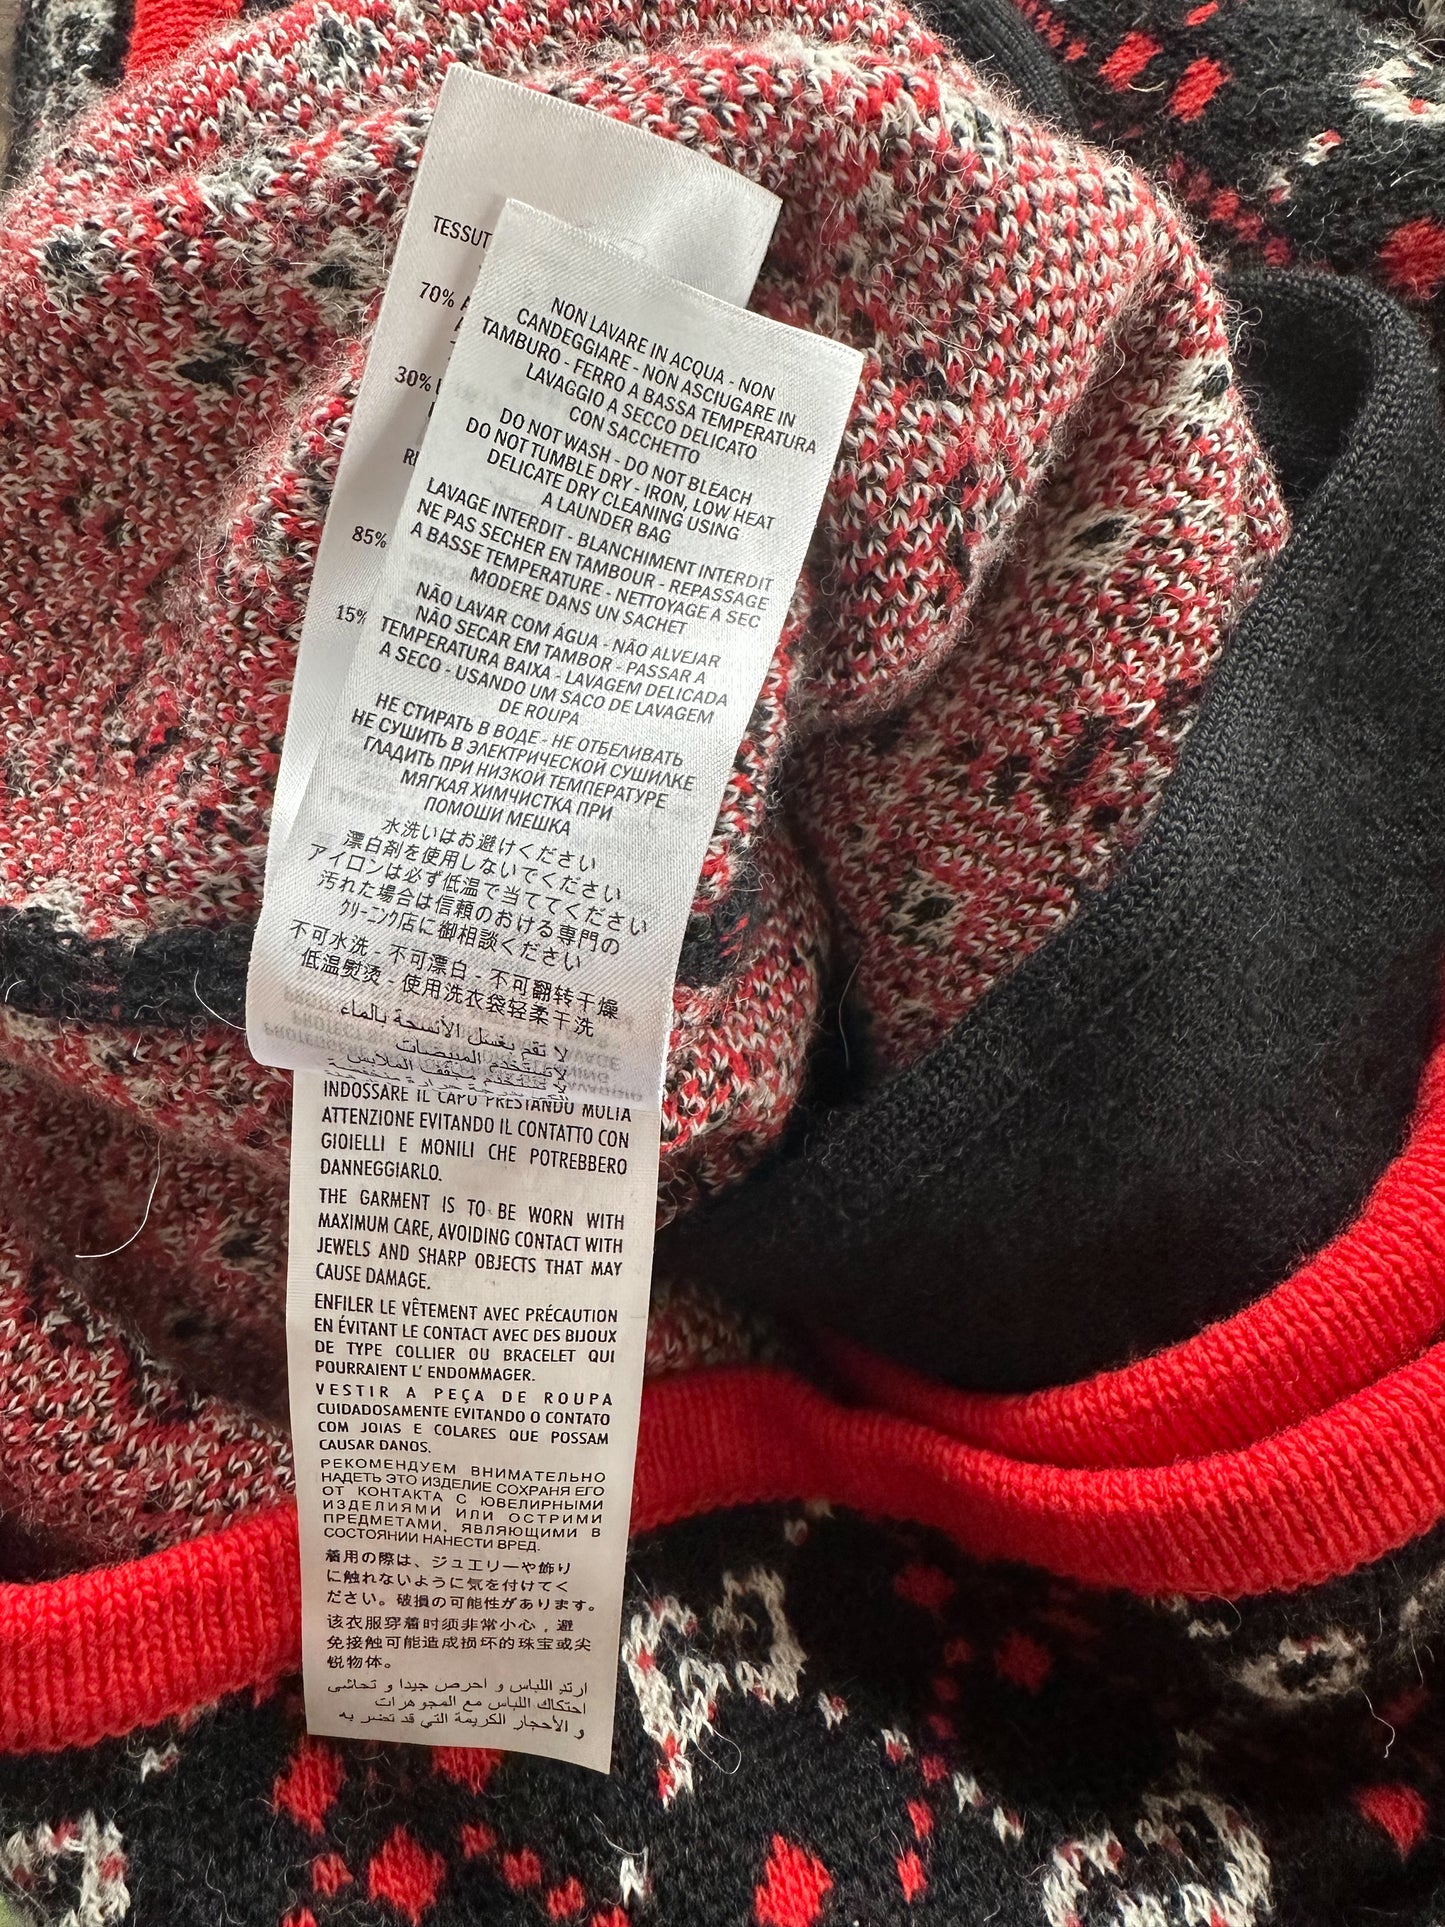 TESSUT
70%
30%
85%
15%
NON LAVARE IN ACQUA - NON
CANDEGGIARE - NON ASCIUGARE IN
TAMBURO - FERRO A BASSA TEMPERATURA
LAVAGGIO A SECCO DELICATO
CON SACCHETTO
DO NOT WASH - DO NOT BLEACH
DO NOT TUMBLE DRY - IRON, LOW HEAT
DELICATE DRY CLEANING USING
A LAUNDER BAG
LAVAGE INTERDIT - BLANCHIMENT INTERDIT
NE PAS SECHER EN TAMBOUR - REPASSAGE
A BASSE TEMPERATURE - NETTOYAGE A SEC
MODERE DANS UN SACHET
NÃO LAVAR COM ÁGUA - NÃO ALVEJAR
NÃO SECAR EM TAMBOR - PASSAR A
TEMPERATURA BAIXA - LAVAGEM DELICADA
A SECO - USANDO UM SACO DE LAVAGEM
DE ROUPA
НЕ СТИРАТЬ В ВОДЕ - НЕ ОТБЕЛИВАТЬ
НЕ СУШИТЬ В ЭЛЕКТРИЧЕСКОЙ СУШИЛКЕ
ГЛАДИТЬ ПРИ НИЗКОЙ ТЕМПЕРАТУРЕ
МЯГКАЯ ХИМЧИСТКА ПРИ
ПОМОШИ МЕШКА
水洗いはお避けください
漂白剤を使用しないでください
アイロンは必ず低温で当ててください
汚れた場合は信頼のおける専門の
クリーニング店に御相談ください
不可水洗 - 不可漂白 - 不可翻转干燥
低温熨烫 - 使用洗衣袋轻柔干洗
لا تقم بغسل الأنسجة بالماء
لا تستخدم المبيضات
لا تستخدم مجفف الملابس
INDOSSARE IL CAPO PRESTANDO MOLTA
ATTENZIONE EVITANDO IL CONTATTO CON
GIOIELLI E MONILI CHE POTREBBERO
DANNEGGIARLO.
THE GARMENT IS TO BE WORN WITH
MAXIMUM CARE, AVOIDING CONTACT WITH
JEWELS AND SHARP OBJECTS THAT MAY
CAUSE DAMAGE.
ENFILER LE VÊTEMENT AVEC PRÉCAUTION
EN ÉVITANT LE CONTACT AVEC DES BIJOUX
DE TYPE COLLIER OU BRACELET QUI
POURRAIENT L' ENDOMMAGER.
VESTIR A PEÇA DE ROUPA
CUIDADOSAMENTE EVITANDO O CONTATO
COM JOIAS E COLARES QUE POSSAM
CAUSAR DANOS.
РЕКОМЕНДУЕМ ВНИМАТЕЛЬНО
НАДЕТЬ ЭТО ИЗДЕЛИЕ СОХРАНЯ ЕГО
ОТ КОНТАКТА С ЮВЕЛИРНЫМИ
ИЗДЕЛИЯМИ ИЛИ ОСТРИМИ
ПРЕДМЕТАМИ, ЯВЛЯЮЩИМИ В
СОСТОЯНИИ НАНЕСТИ ВРЕД.
着用の際は、ジュエリーや飾り
に触れないように気を付けてく
ださい。破損の可能性があります。
该衣服穿着时须非常小心，避
免接触可能造成损坏的珠宝或尖
锐物体。
ارتد اللباس و احرص جيدا و تحاشى
احتكاك اللباس مع المجوهرات
و الأحجار الكريمة التي قد تضر به